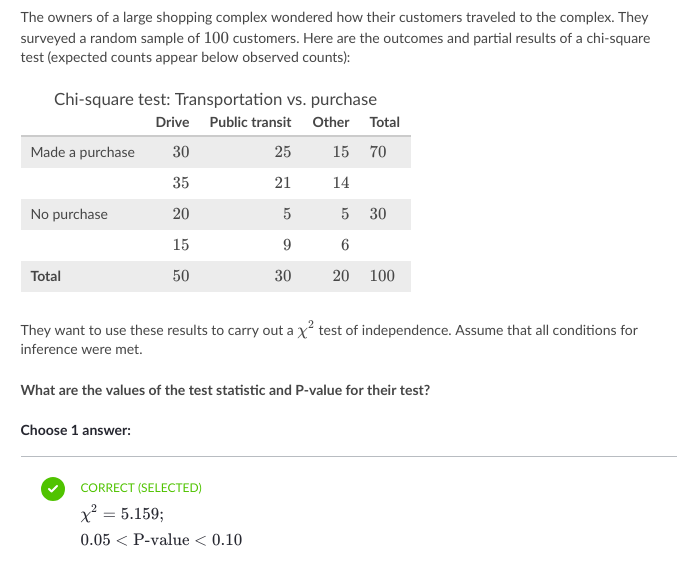 The owners of a large shopping complex wondered how their customers traveled to the complex. They
surveyed a random sample of 100 customers. Here are the outcomes and partial results of a chi-square
test (expected counts appear below observed counts):
Chi-square test: Transportation vs. purchase
Drive Public transit Other Total
Made a purchase 30 25 15 70
35 21 14
No purchase 20 5 5 30
15 9 6
Total 50 30 20 100
They want to use these results to carry out a χ² test of independence. Assume that all conditions for
inference were met.
What are the values of the test statistic and P-value for their test?
Choose 1 answer:
CORRECT (SELECTED)
χ² = 5.159;
0.05 < P-value < 0.10